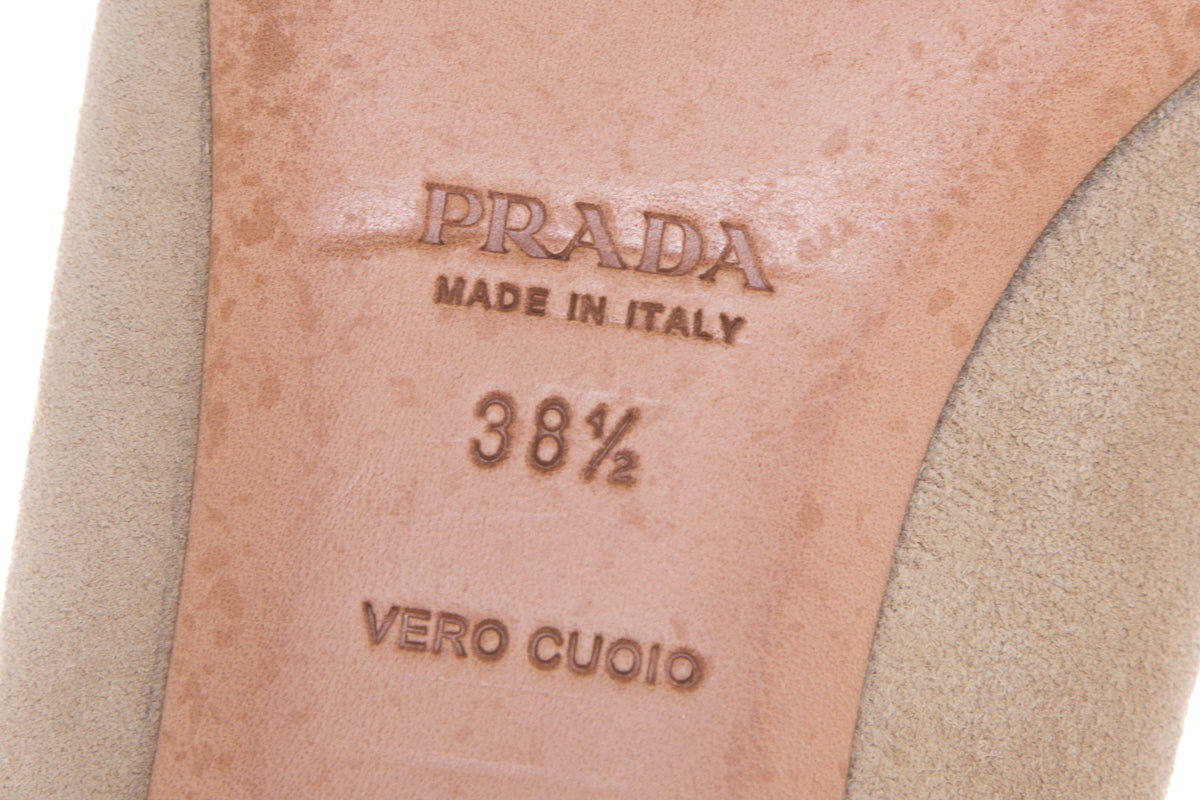 PRADA
MADE IN ITALY
38½
VERO CUOIO